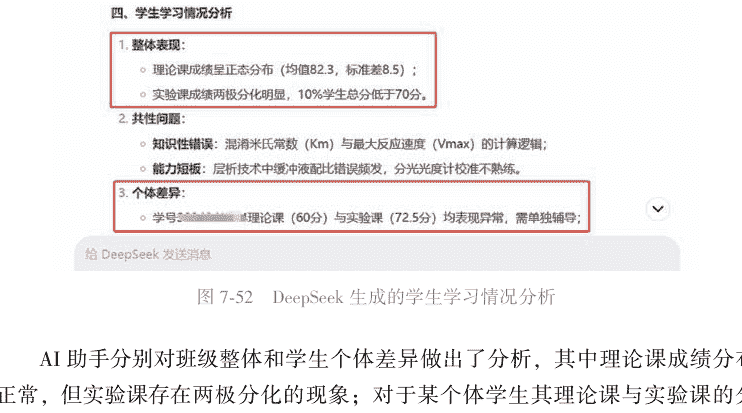 四、学生学习情况分析
1. 整体表现：
理论课成绩呈正态分布（均值82.3，标准差8.5）；
实验课成绩两极分化明显，10%学生总分低于70分。
2. 共性问题：
知识性错误：混淆米氏常数（Km）与最大反应速度（Vmax）的计算逻辑；
能力短板：层析技术中缓冲液配比错误频发，分光光度计校准不熟练。
3. 个体差异：
学号 理论课（60分）与实验课（72.5分）均表现异常，需单独辅导；
给 DeepSeek 发送消息
图 7-52 DeepSeek 生成的学生学习情况分析
AI 助手分别对班级整体和学生个体差异做出了分析，其中理论课成绩分布
正常，但实验课存在两极分化的现象；对于某个体学生其理论课与实验课的分